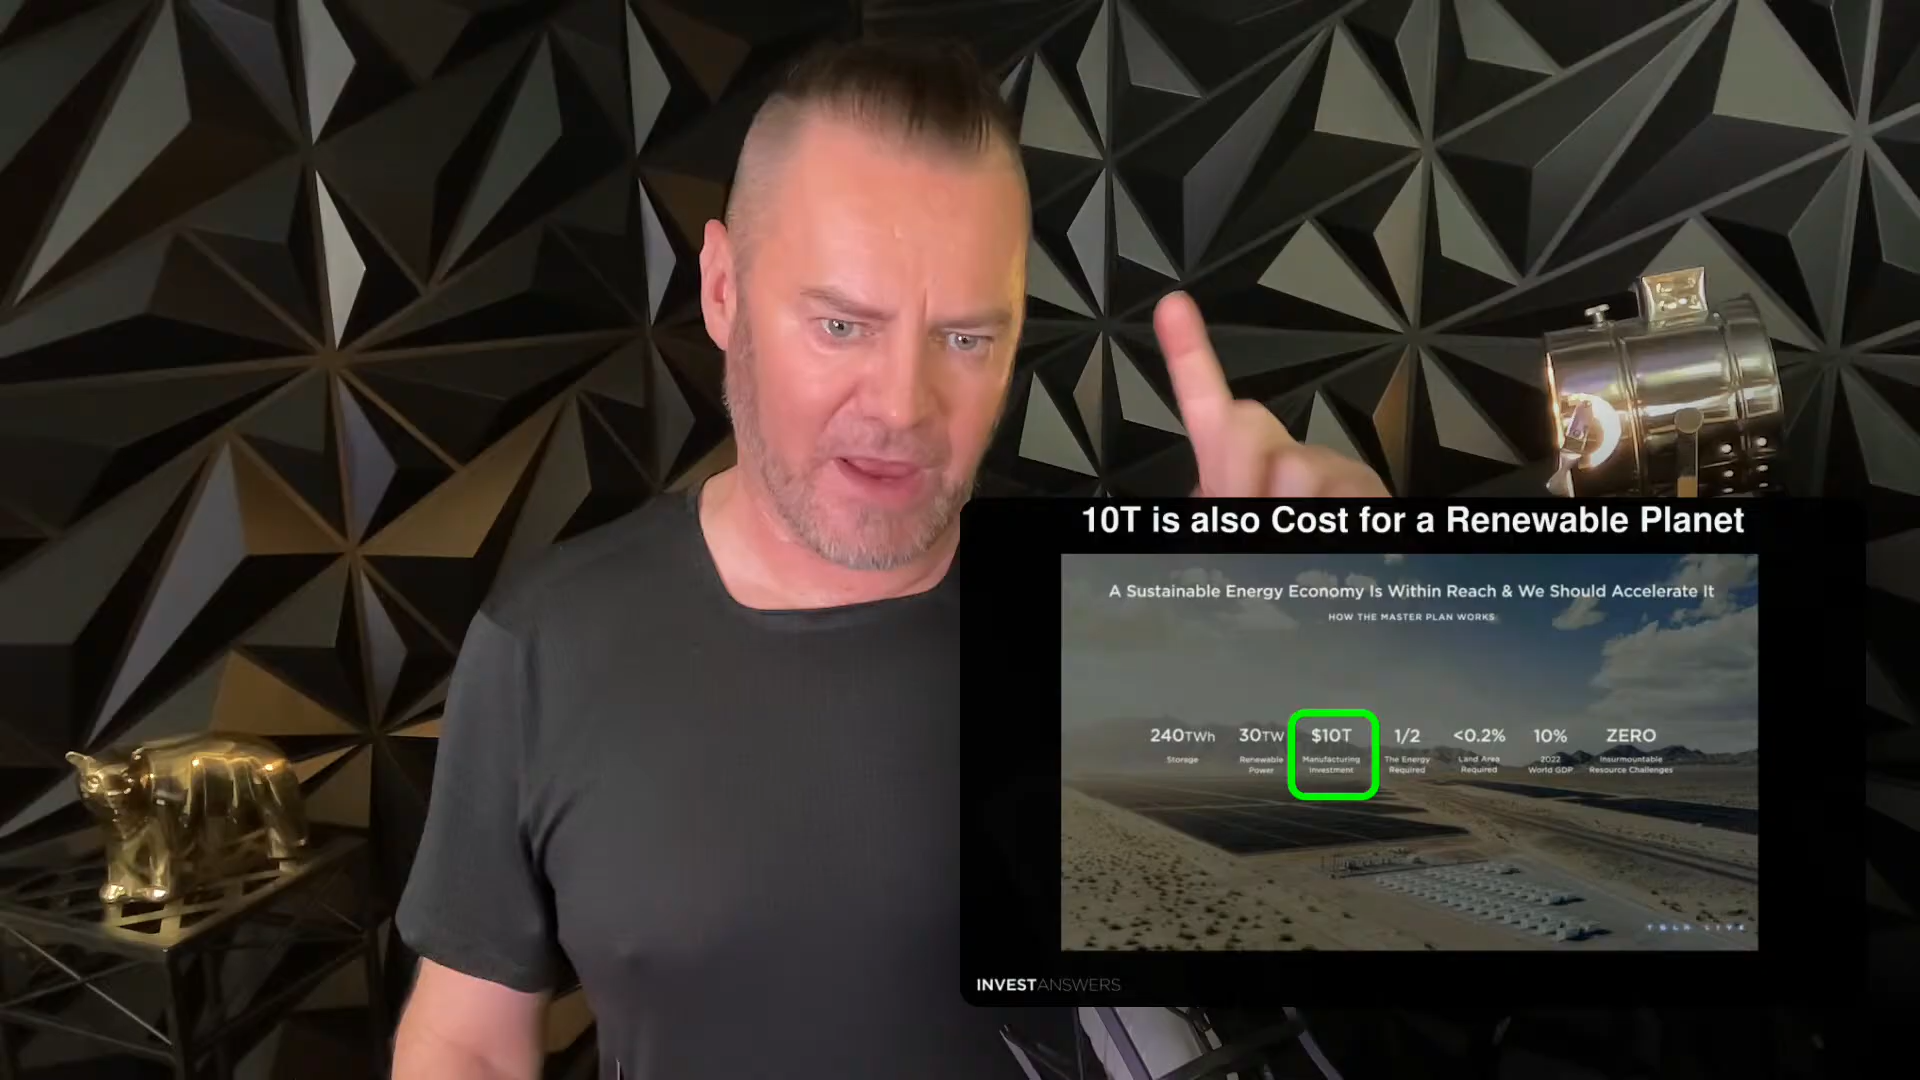 10T is also Cost for a Renewable Planet
A Sustainable Energy Economy Is Within Reach & We Should Accelerate It
HOW THE MASTER PLAN WORKS
240TWh
Storage
30TW
Renewable
Power
$10T
Manufacturing
Investment
1/2
The Energy
Required
<0.2%
Land Area
Required
10%
2022
World GDP
ZERO
Insurmountable
Resource Challenges
INVESTANSWERS